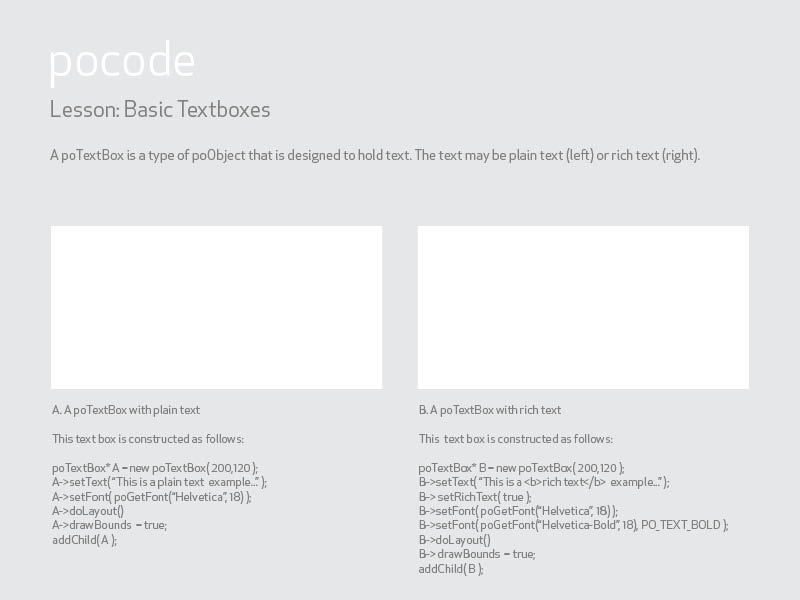 pocode
Lesson: Basic Textboxes
A poTextBox is a type of poObject that is designed to hold text. The text may be plain text (left) or rich text (right).
A. A poTextBox with plain text
This text box is constructed as follows:
poTextBox* A = new poTextBox( 200,120 );
A->setText( “This is a plain text example...” );
A->setFont( poGetFont(“Helvetica”, 18) );
A->doLayout()
A->drawBounds = true;
addChild( A );
B. A poTextBox with rich text
This text box is constructed as follows:
poTextBox* B = new poTextBox( 200,120 );
B->setText( “This is a <b>rich text</b> example...” );
B-> setRichText( true );
B->setFont( poGetFont(“Helvetica”, 18) );
B->setFont( poGetFont(“Helvetica-Bold”, 18), PO_TEXT_BOLD );
B->doLayout()
B-> drawBounds = true;
addChild( B );